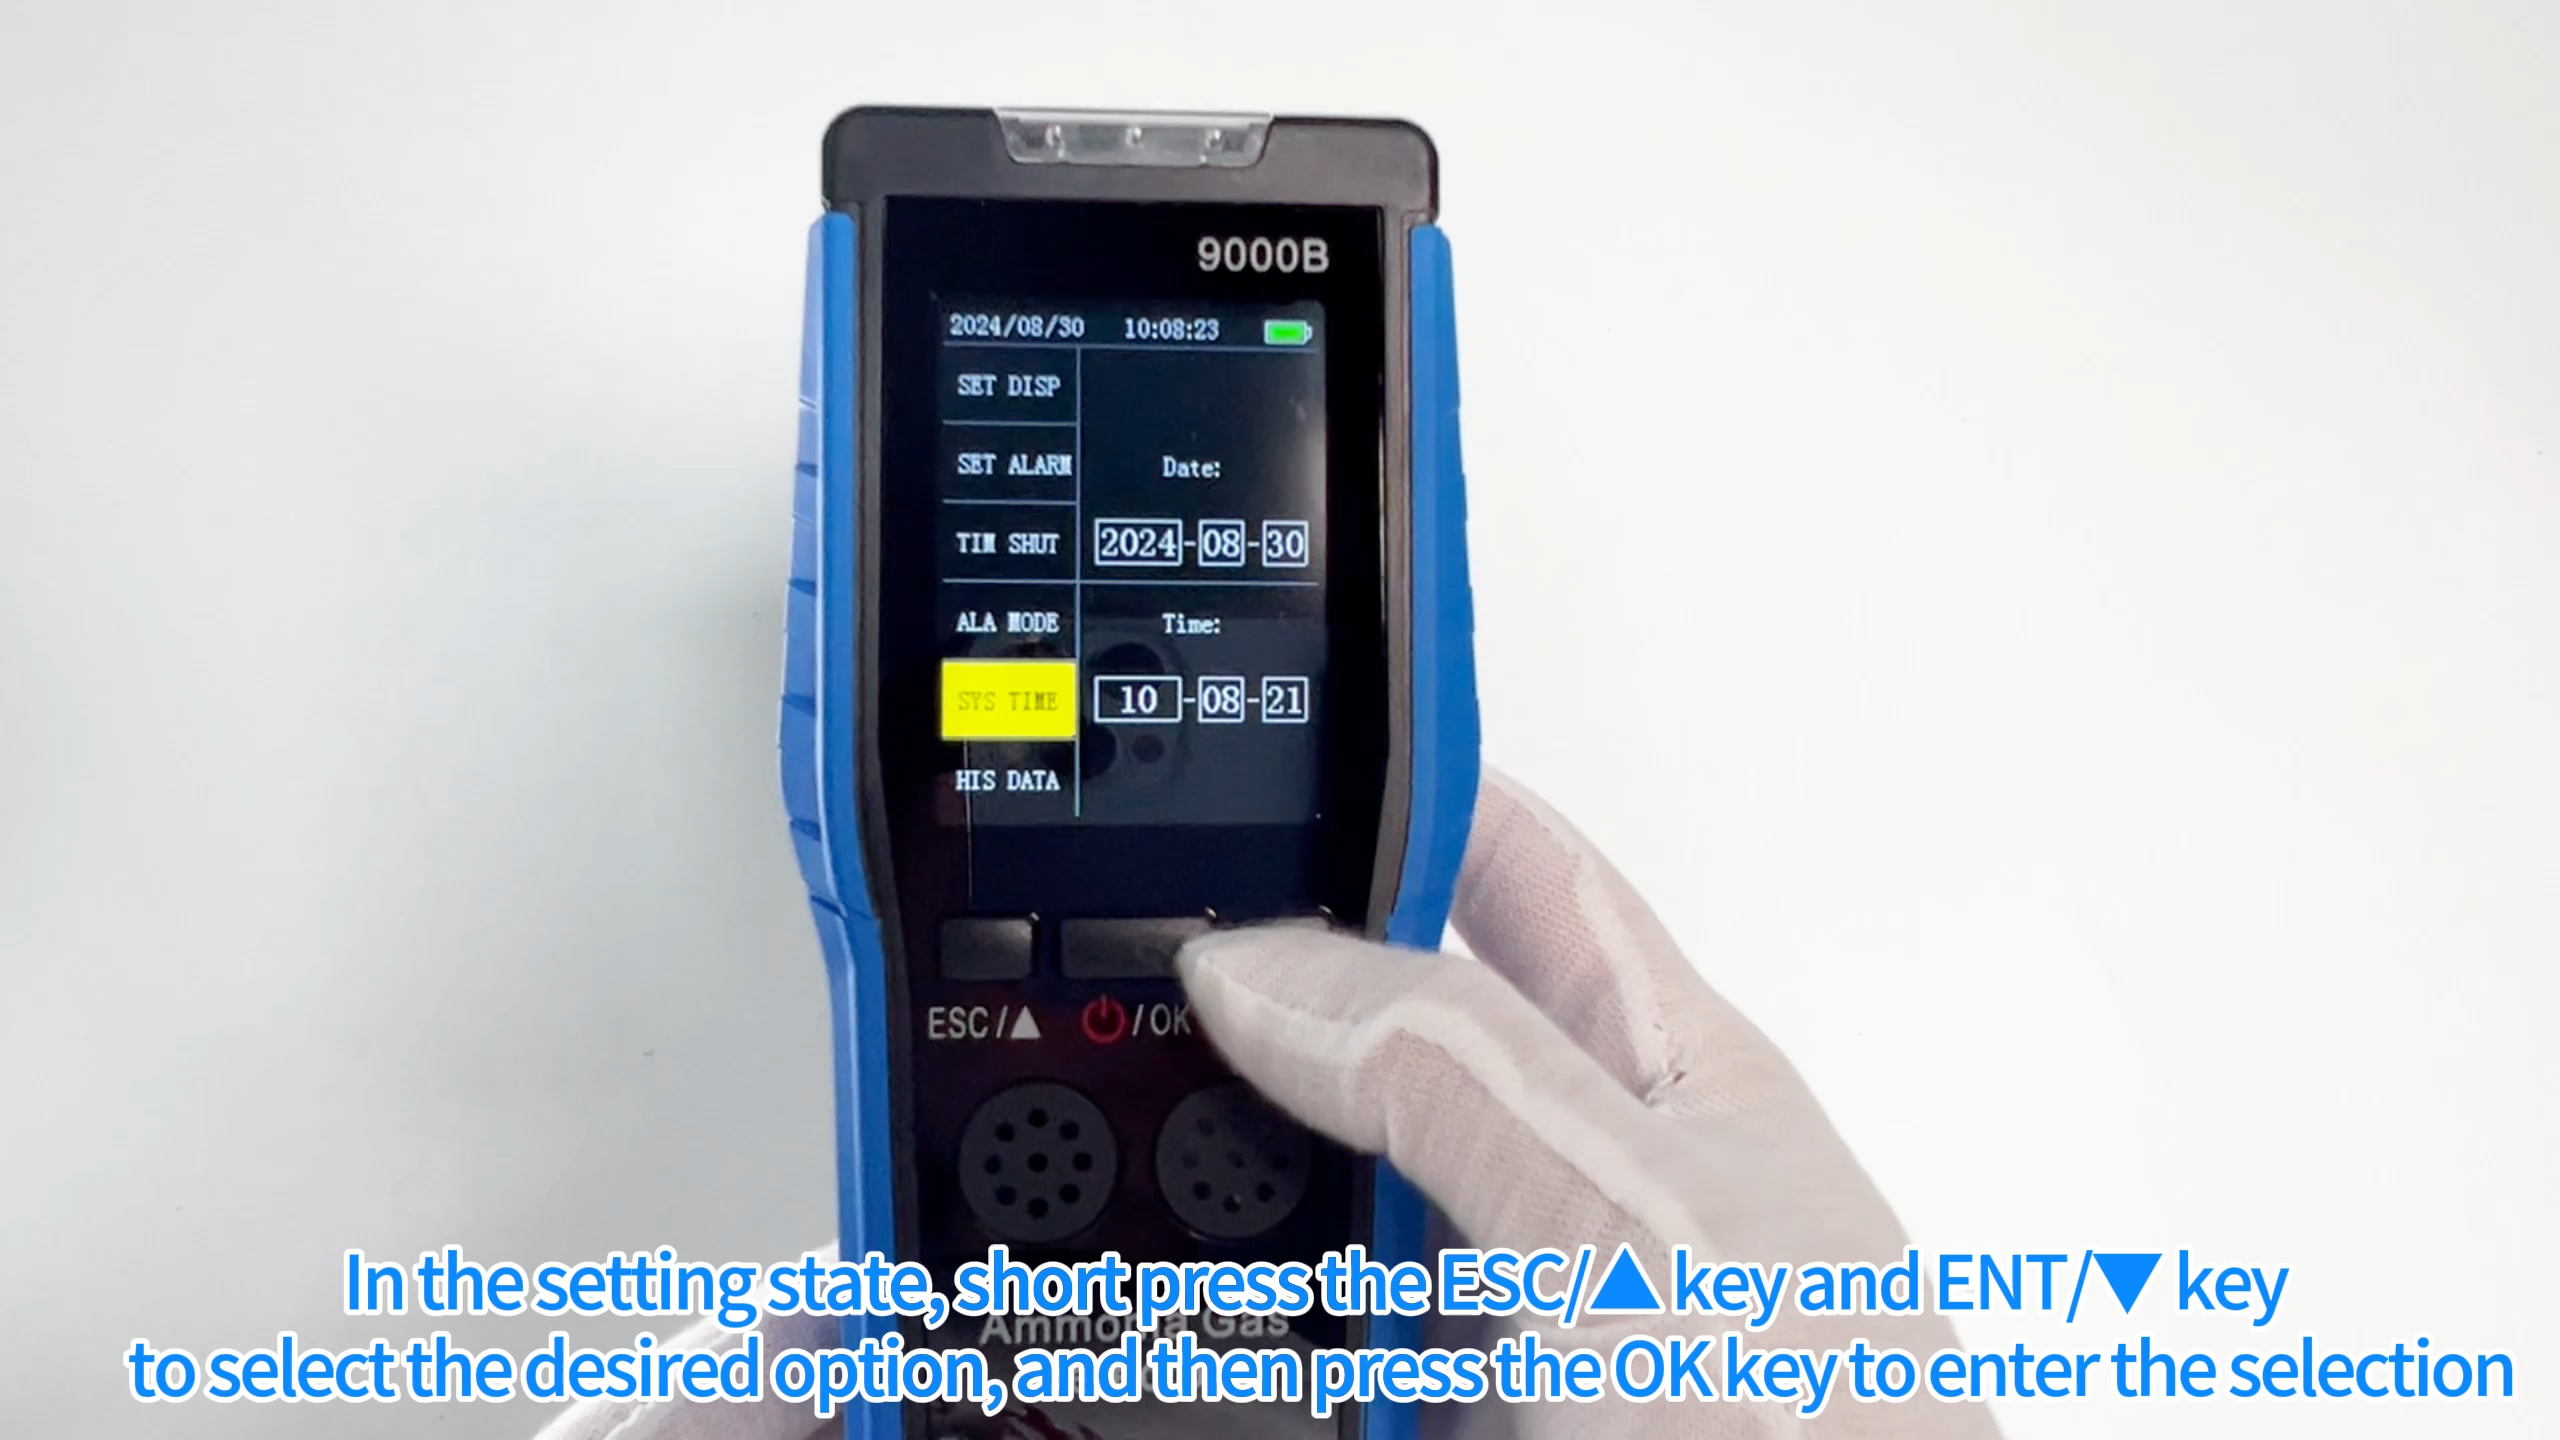 9000B
2024/08/30 10:08:23
SET DISP
SET ALARM
Date:
TIM SHUT
2024-08-30
ALA MODE
Time:
SYS TIME
10-08-21
HIS DATA
ESC/▲ /OK
In the setting state, short press the ESC/▲ key and ENT/▼ key
Ammonia Gas
to select the desired option, and then press the OK key to enter the selection